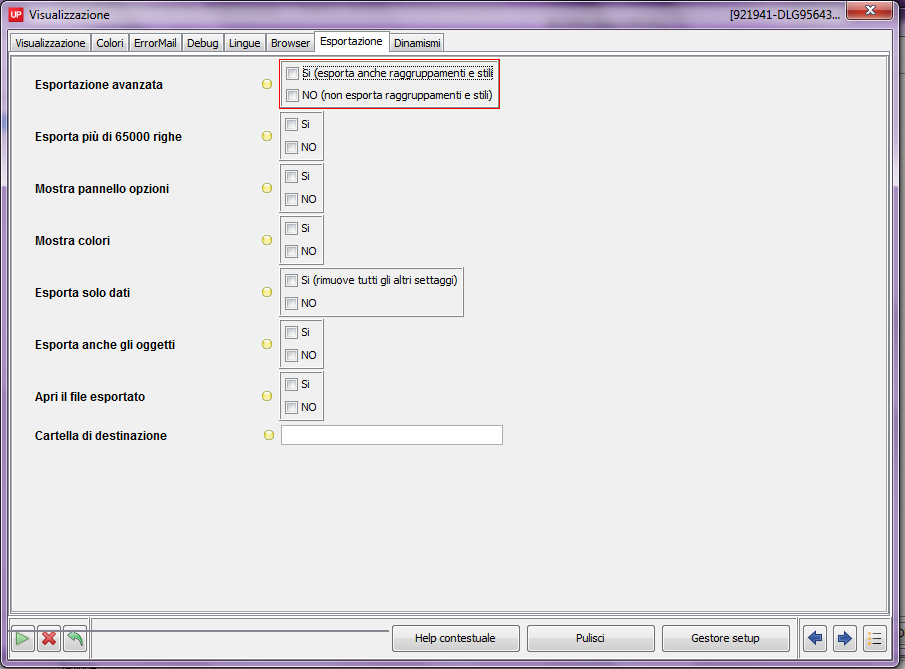 UP Visualizzazione [921941-DLG95643...
Visualizzazione Colori ErrorMail Debug Lingue Browser Esportazione Dinamismi
Esportazione avanzata
Si (esporta anche raggruppamenti e stili
NO (non esporta raggruppamenti e stili)
Esporta più di 65000 righe
Si
NO
Mostra pannello opzioni
Si
NO
Mostra colori
Si
NO
Esporta solo dati
Si (rimuove tutti gli altri settaggi)
NO
Esporta anche gli oggetti
Si
NO
Apri il file esportato
Si
NO
Cartella di destinazione
Help contestuale Pulisci Gestore setup